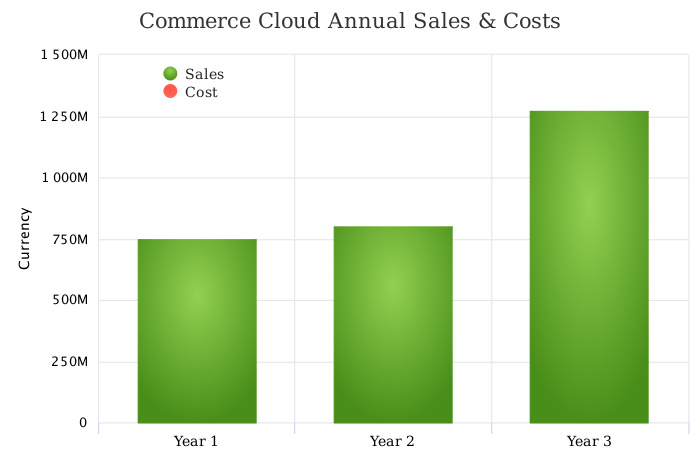 Commerce Cloud Annual Sales & Costs
1 500M
Sales
Cost
1 250M
1 000M
750M
500M
250M
0
Currency
Year 1
Year 2
Year 3